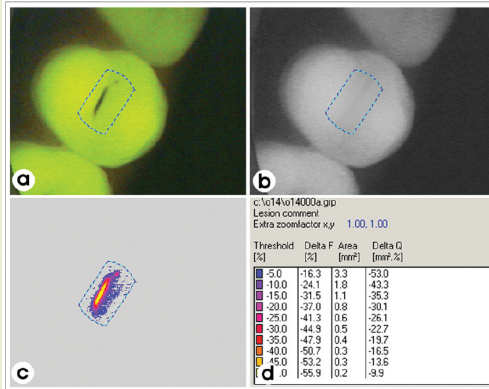 a
b
c
c:\o14\o14000a.grp
Lesion comment
Extra zoomfactor x,y 1.00, 1.00
Threshold Delta F Area Delta Q
[%] [%] [mm²] [mm².%]
-5.0 -16.3 3.3 -53.0
-10.0 -24.1 1.8 -43.3
-15.0 -31.5 1.1 -35.3
-20.0 -37.0 0.8 -30.1
-25.0 -41.3 0.6 -26.1
-30.0 -44.9 0.5 -22.7
-35.0 -47.9 0.4 -19.7
-40.0 -50.7 0.3 -16.5
45.0 -53.2 0.3 -13.6
.0 -55.9 0.2 -9.9
d